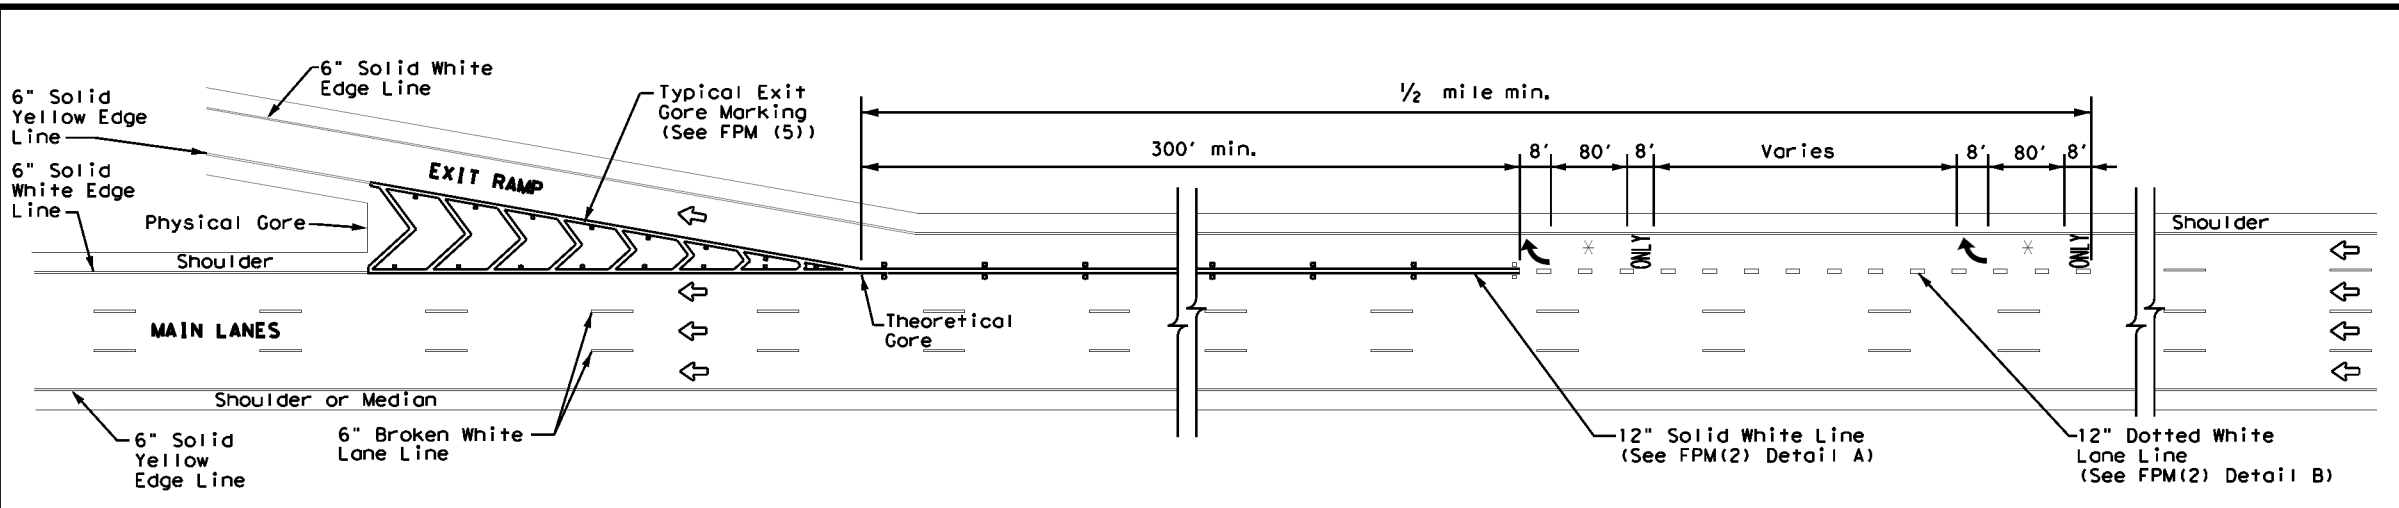 6" Solid White
Edge Line
6" Solid
Yellow Edge
Line
6" Solid
White Edge
Line
Typical Exit
Gore Marking
(See FPM (5))
½ mile min.
300' min.
8'
80'
8'
Varies
8'
80'
8'
EXIT RAMP
Physical Gore
Shoulder
Shoulder
ONLY
*
ONLY
*
MAIN LANES
Theoretical
Gore
Shoulder or Median
6" Solid
Yellow
Edge Line
6" Broken White
Lane Line
12" Solid White Line
(See FPM(2) Detail A)
12" Dotted White
Lane Line
(See FPM(2) Detail B)